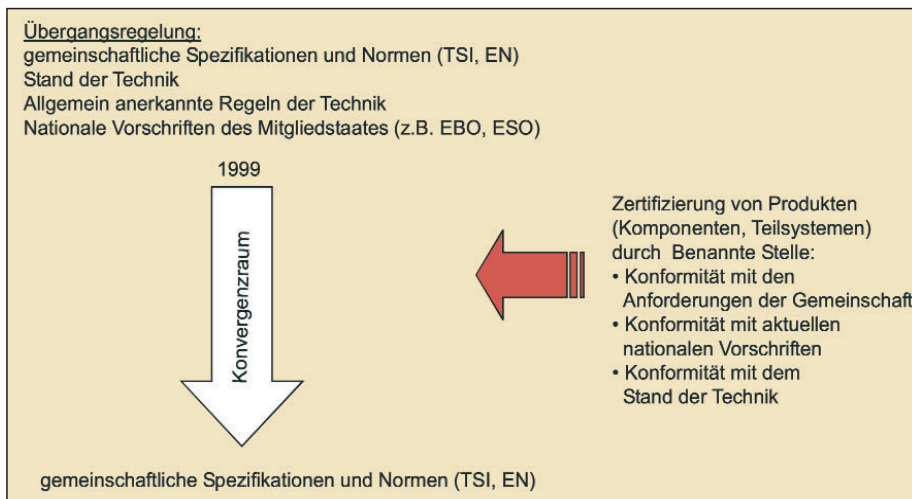 Übergangsregelung:
gemeinschaftliche Spezifikationen und Normen (TSI, EN)
Stand der Technik
Allgemein anerkannte Regeln der Technik
Nationale Vorschriften des Mitgliedstaates (z.B. EBO, ESO)
1999
Konvergenzraum
Zertifizierung von Produkten
(Komponenten, Teilsystemen)
durch Benannte Stelle:
• Konformität mit den
Anforderungen der Gemeinschaft
• Konformität mit aktuellen
nationalen Vorschriften
• Konformität mit dem
Stand der Technik
gemeinschaftliche Spezifikationen und Normen (TSI, EN)